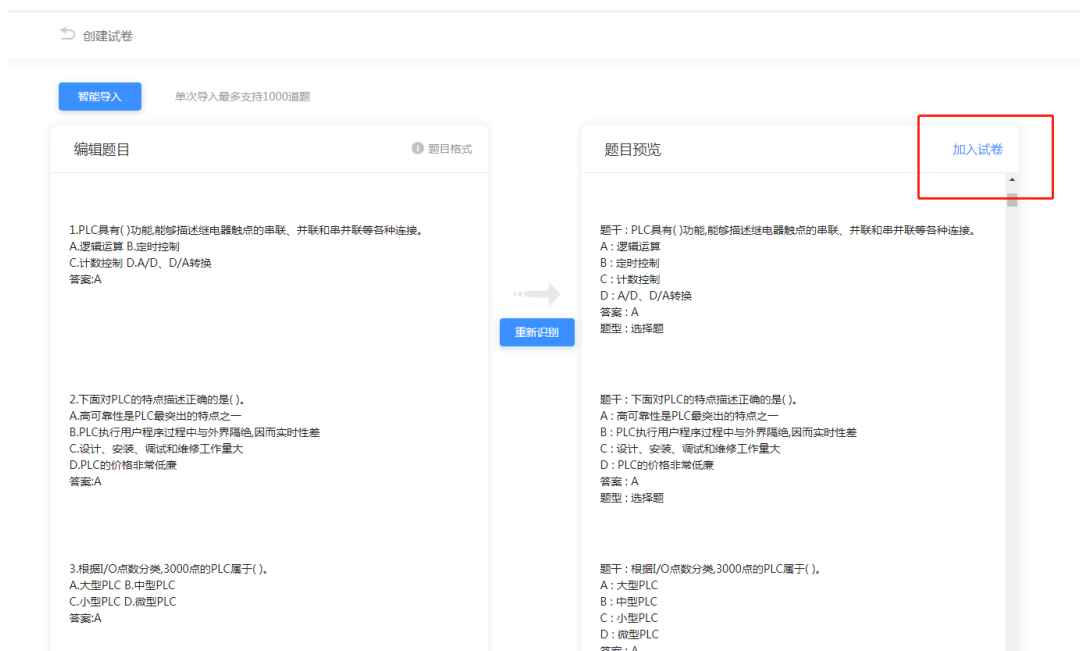 创建试卷
智能导入 单次导入最多支持1000道题
编辑题目 题目格式
1.PLC具有( )功能,能够描述继电器触点的串联、并联和串并联等各种连接。
A.逻辑运算 B.定时控制
C.计数控制 D.A/D、D/A转换
答案:A
2.下面对PLC的特点描述正确的是( )。
A.高可靠性是PLC最突出的特点之一
B.PLC执行用户程序过程中与外界隔绝,因而实时性差
C.设计、安装、调试和维修工作量大
D.PLC的价格非常低廉
答案:A
3.根据I/O点数分类,3000点的PLC属于( )。
A.大型PLC B.中型PLC
C.小型PLC D.微型PLC
答案:A
重新识别
题目预览 加入试卷
题干 : PLC具有( )功能,能够描述继电器触点的串联、并联和串并联等各种连接。
A : 逻辑运算
B : 定时控制
C : 计数控制
D : A/D、D/A转换
答案 : A
题型 : 选择题
题干 : 下面对PLC的特点描述正确的是( )。
A : 高可靠性是PLC最突出的特点之一
B : PLC执行用户程序过程中与外界隔绝,因而实时性差
C : 设计、安装、调试和维修工作量大
D : PLC的价格非常低廉
答案 : A
题型 : 选择题
题干 : 根据I/O点数分类,3000点的PLC属于( )。
A : 大型PLC
B : 中型PLC
C : 小型PLC
D : 微型PLC
答案 : A